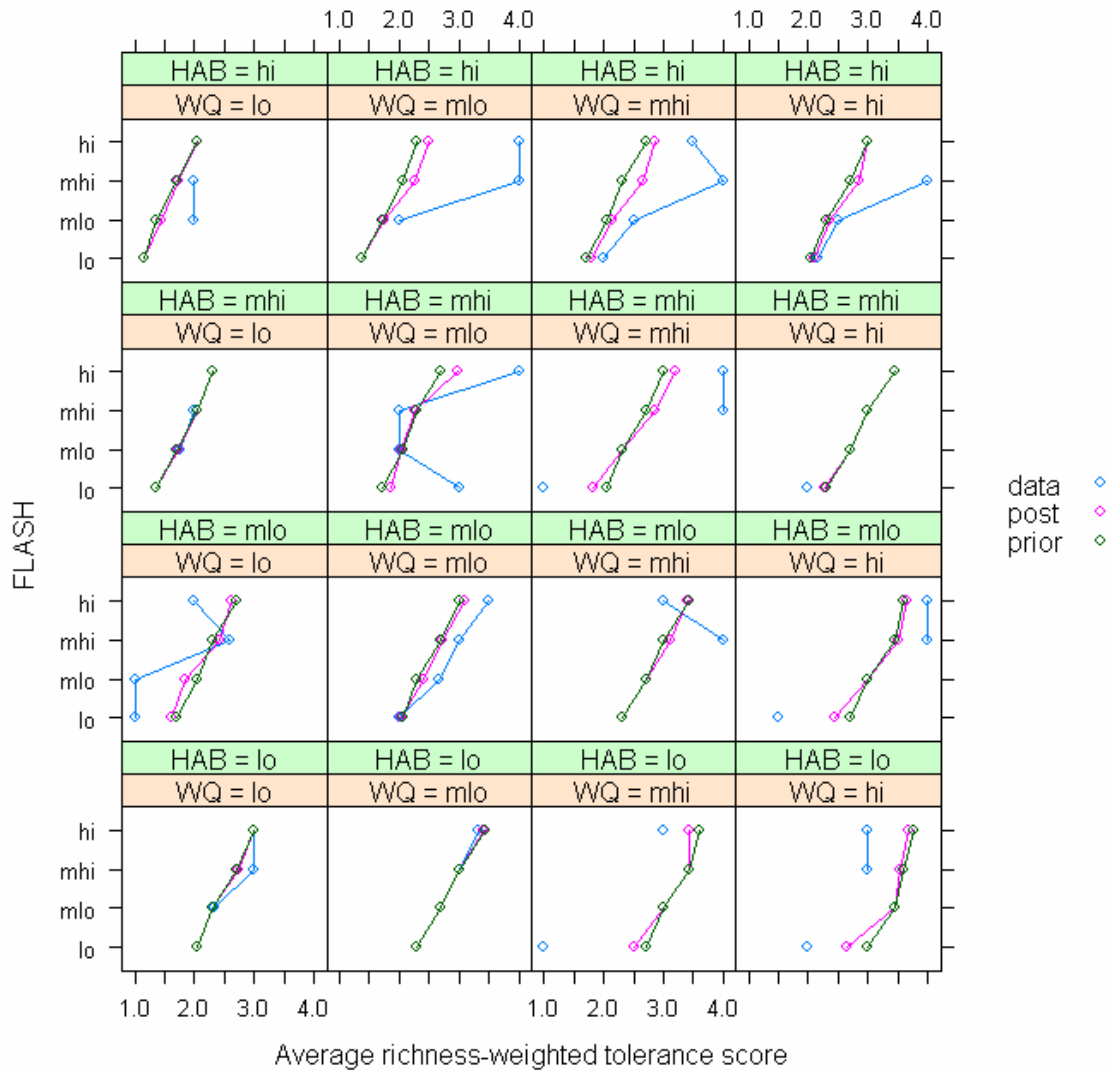 1.0 2.0 3.0 4.0 1.0 2.0 3.0 4.0
HAB = hi HAB = hi HAB = hi HAB = hi
WQ = lo WQ = mlo WQ = mhi WQ = hi
hi
mhi
mlo
lo
HAB = mhi HAB = mhi HAB = mhi HAB = mhi
WQ = lo WQ = mlo WQ = mhi WQ = hi
hi
mhi
mlo
lo
HAB = mlo HAB = mlo HAB = mlo HAB = mlo
WQ = lo WQ = mlo WQ = mhi WQ = hi
hi
mhi
mlo
lo
HAB = lo HAB = lo HAB = lo HAB = lo
WQ = lo WQ = mlo WQ = mhi WQ = hi
hi
mhi
mlo
lo
1.0 2.0 3.0 4.0 1.0 2.0 3.0 4.0
FLASH
Average richness-weighted tolerance score
data
post
prior